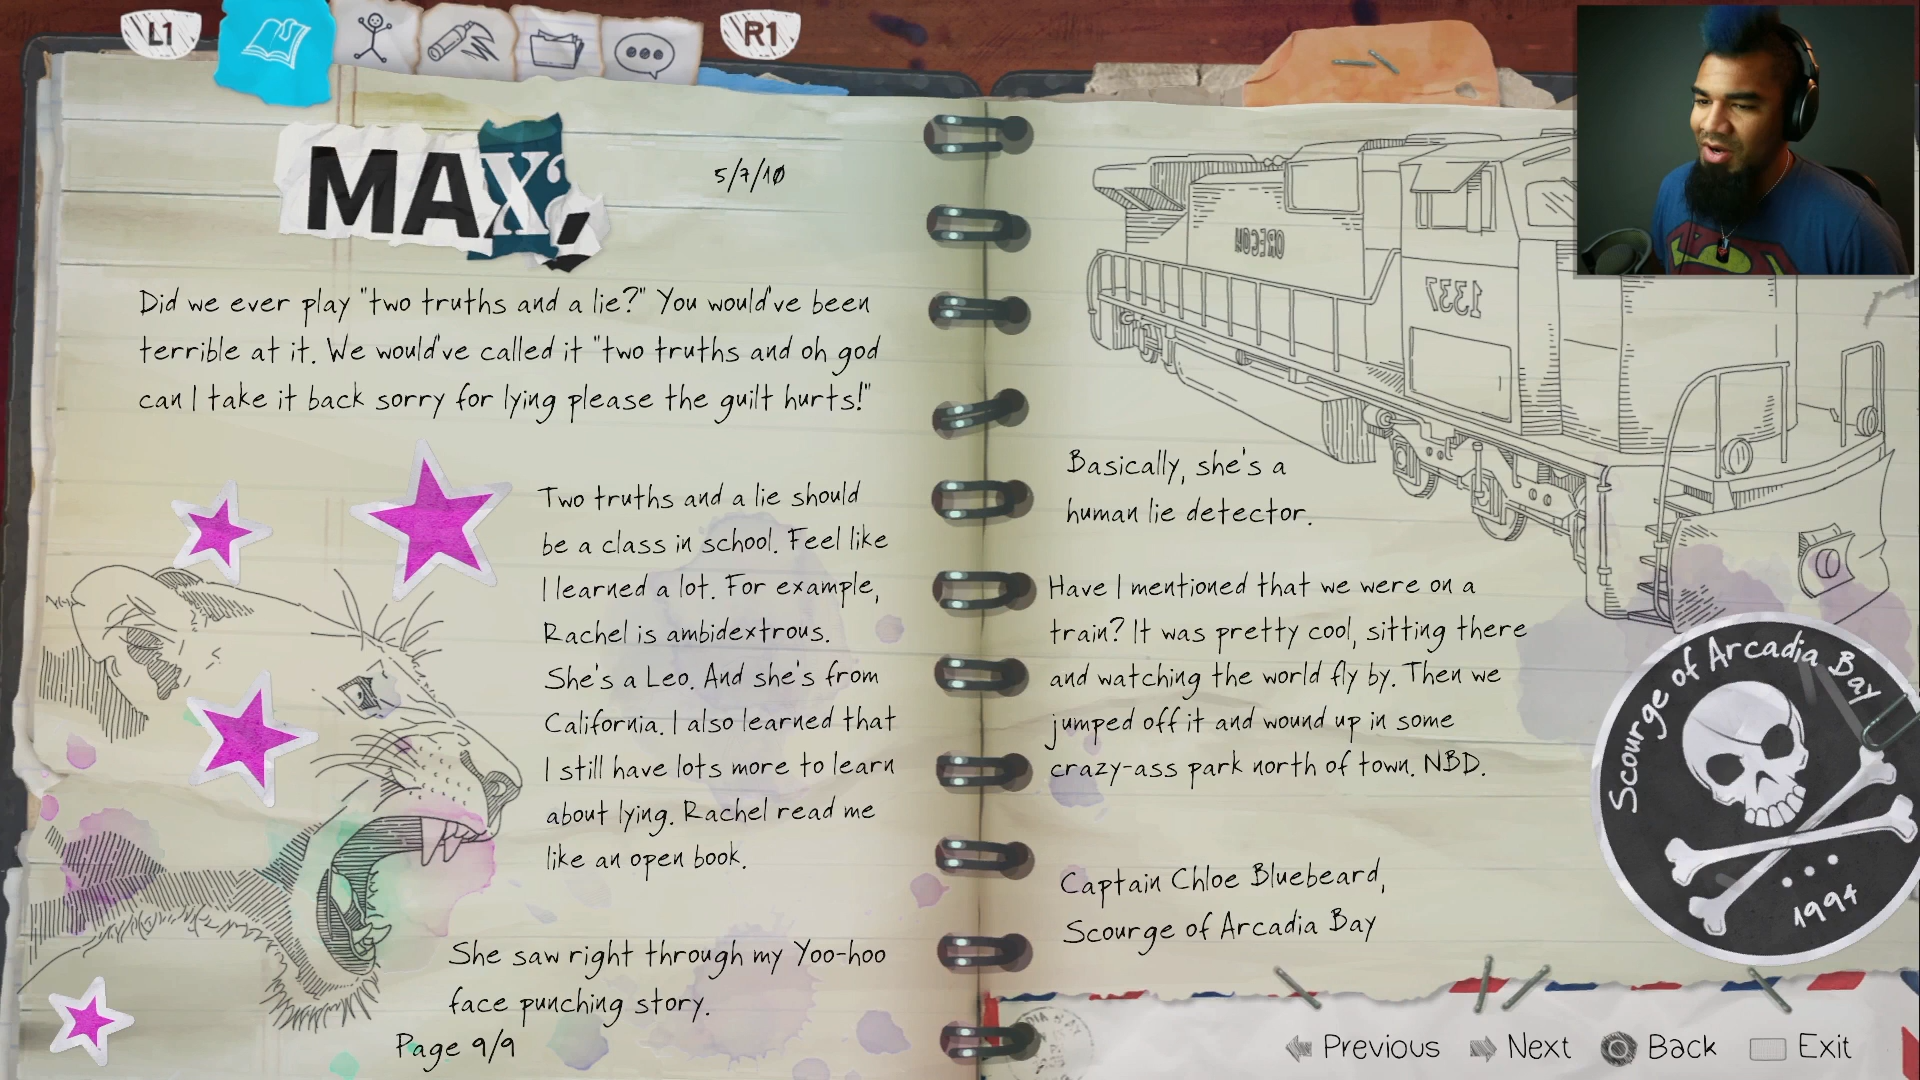 L1
R1
MAX,
5/7/10
Did we ever play "two truths and a lie?" You would've been
terrible at it. We would've called it "two truths and oh god
can I take it back sorry for lying please the guilt hurts!"
Two truths and a lie should
be a class in school. Feel like
I learned a lot. For example,
Rachel is ambidextrous.
She's a Leo. And she's from
California. I also learned that
I still have lots more to learn
about lying. Rachel read me
like an open book.
She saw right through my Yoo-hoo
face punching story.
Page 9/9
OREGON
1337
Basically, she's a
human lie detector.
Have I mentioned that we were on a
train? It was pretty cool, sitting there
and watching the world fly by. Then we
jumped off it and wound up in some
crazy-ass park north of town. NBD.
Captain Chloe Bluebeard,
Scourge of Arcadia Bay
Scourge of Arcadia Bay
1994
Previous
Next
Back
Exit